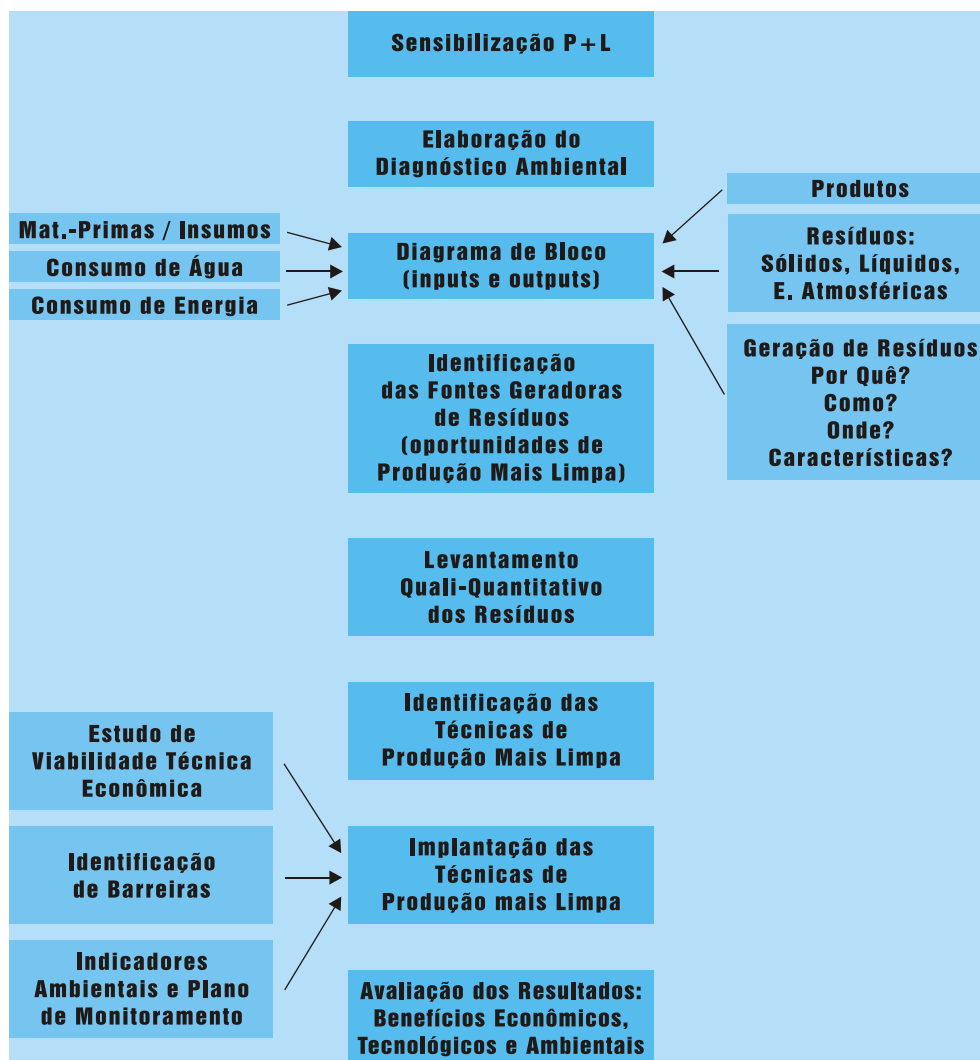 Sensibilização P+L
Elaboração do
Diagnóstico Ambiental
Mat.-Primas / Insumos
Consumo de Água
Consumo de Energia
Diagrama de Bloco
(inputs e outputs)
Produtos
Resíduos:
Sólidos, Líquidos,
E. Atmosféricas
Geração de Resíduos
Por Quê?
Como?
Onde?
Características?
Identificação
das Fontes Geradoras
de Resíduos
(oportunidades de
Produção Mais Limpa)
Levantamento
Quali-Quantitativo
dos Resíduos
Identificação das
Técnicas de
Produção Mais Limpa
Estudo de
Viabilidade Técnica
Econômica
Identificação
de Barreiras
Indicadores
Ambientais e Plano
de Monitoramento
Implantação das
Técnicas de
Produção mais Limpa
Avaliação dos Resultados:
Benefícios Econômicos,
Tecnológicos e Ambientais